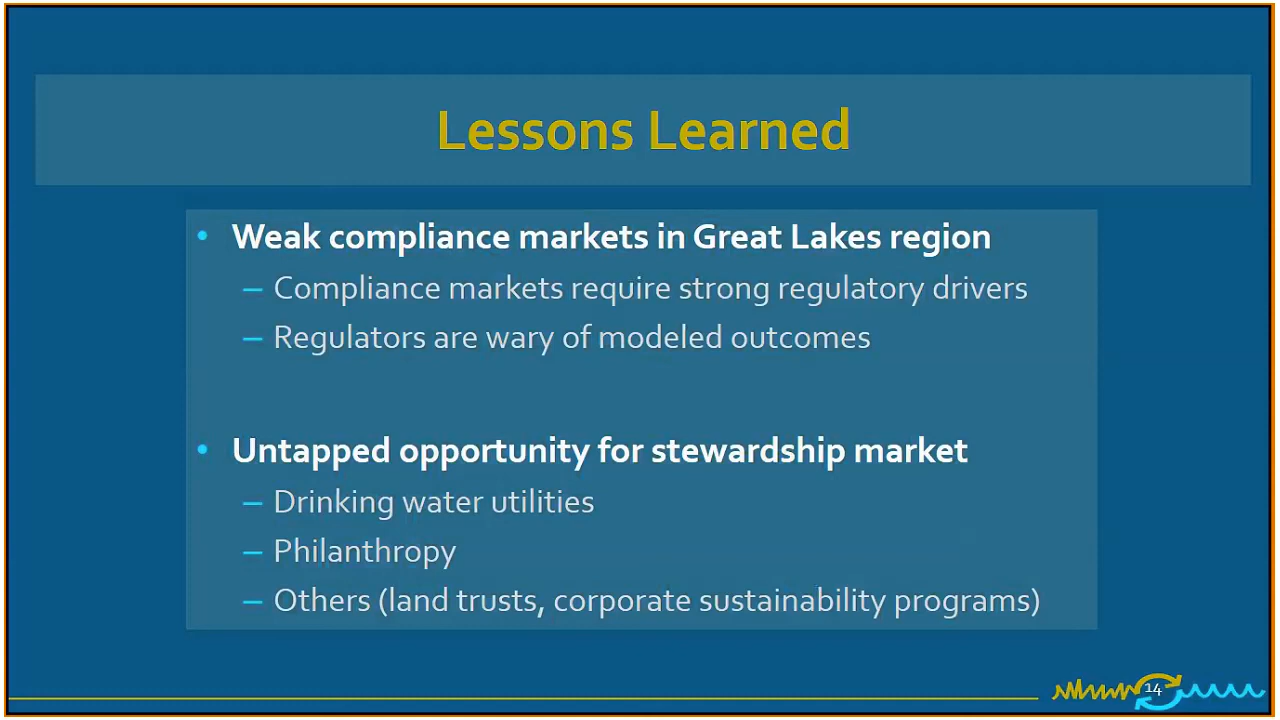 Lessons Learned
• Weak compliance markets in Great Lakes region
– Compliance markets require strong regulatory drivers
– Regulators are wary of modeled outcomes
• Untapped opportunity for stewardship market
– Drinking water utilities
– Philanthropy
– Others (land trusts, corporate sustainability programs)
14